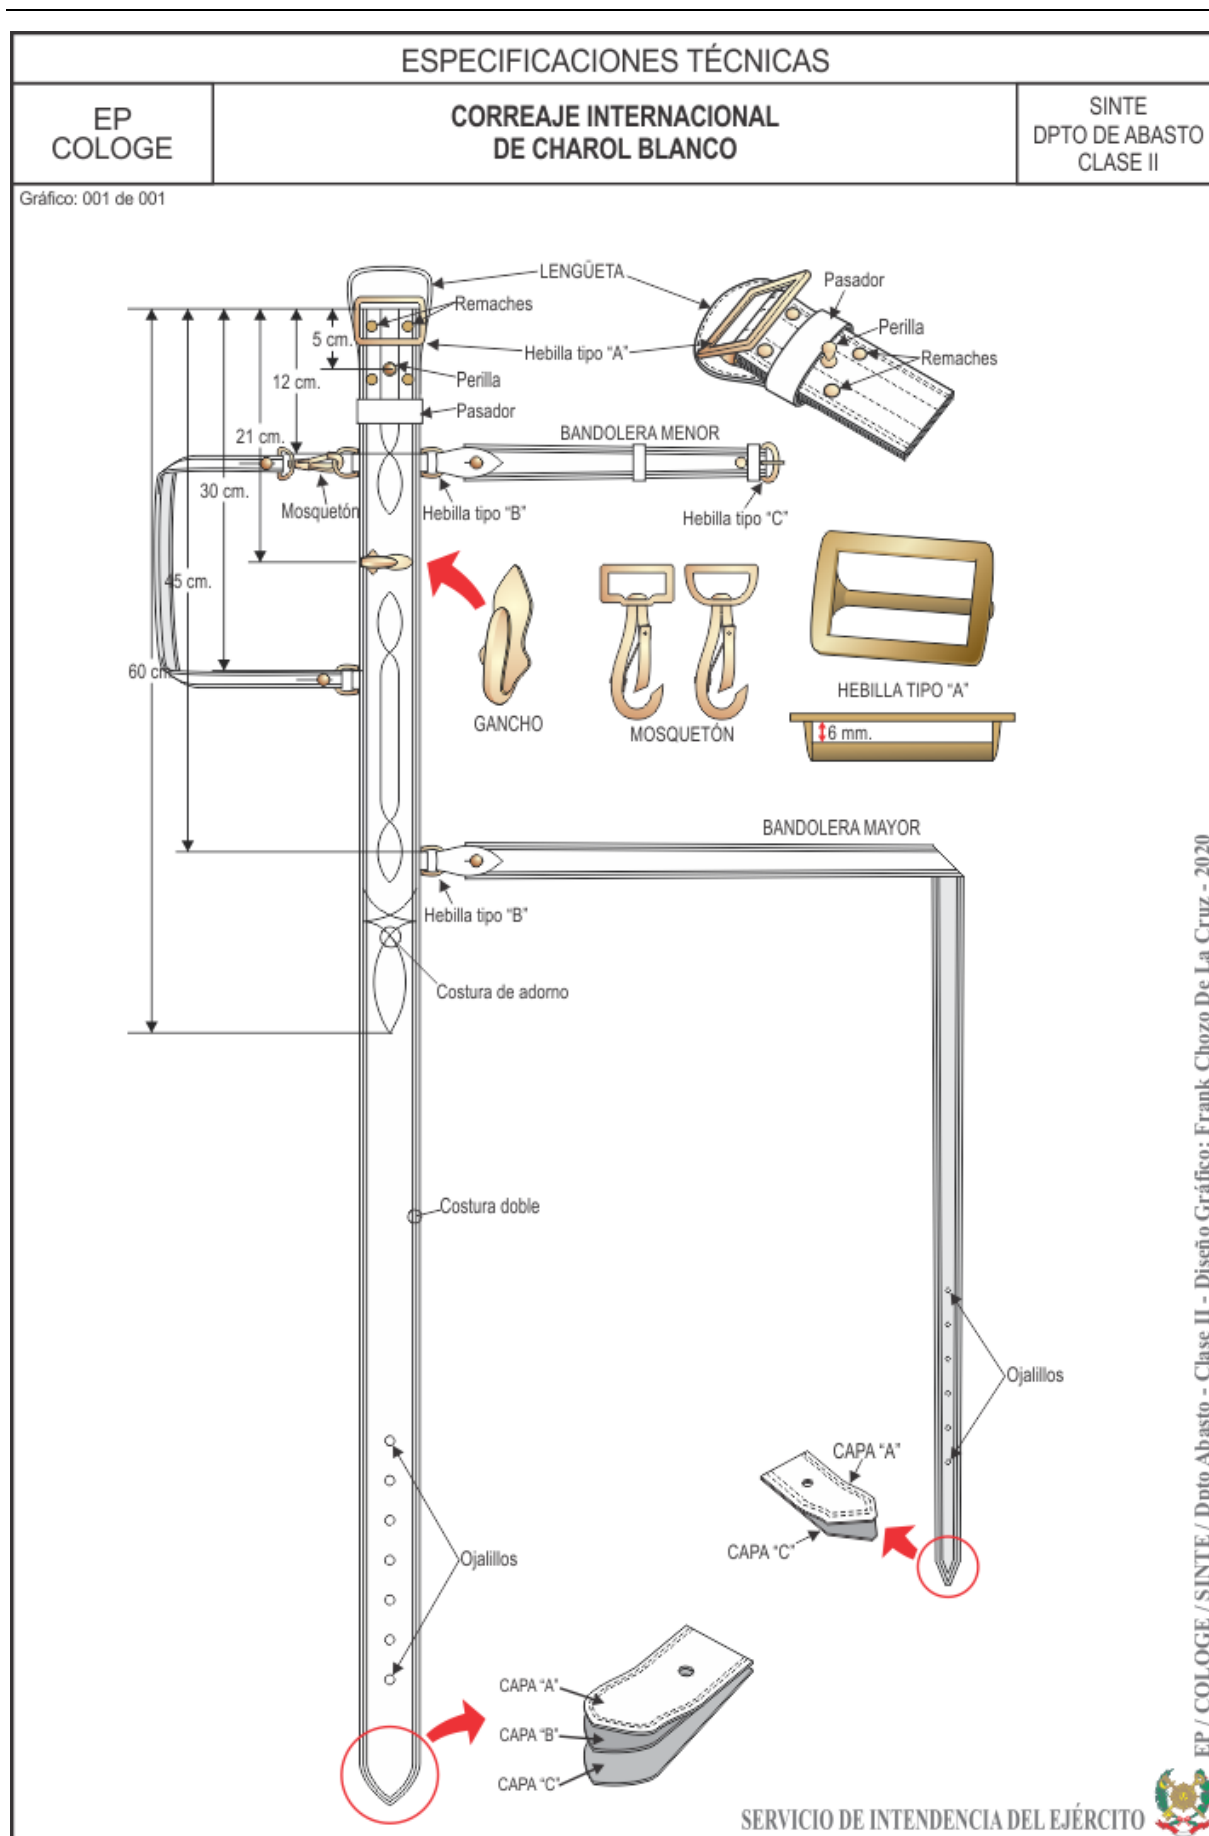 ESPECIFICACIONES TÉCNICAS
EP
COLOGE
CORREAJE INTERNACIONAL
DE CHAROL BLANCO
SINTE
DPTO DE ABASTO
CLASE II
Gráfico: 001 de 001
LENGÜETA
Pasador
Remaches
Perilla
5 cm.
Hebilla tipo “A”
Remaches
12 cm.
Perilla
Pasador
21 cm.
BANDOLERA MENOR
30 cm.
Mosquetón
Hebilla tipo “B”
Hebilla tipo “C”
45 cm.
60 cm.
GANCHO
MOSQUETÓN
HEBILLA TIPO “A”
6 mm.
BANDOLERA MAYOR
Hebilla tipo “B”
Costura de adorno
Costura doble
Ojalillos
CAPA “A”
CAPA “C”
Ojalillos
CAPA “A”
CAPA “B”
CAPA “C”
EP / COLOGE / SINTE / Dpto Abasto - Clase II - Diseño Gráfico: Frank Chozo De La Cruz - 2020
SERVICIO DE INTENDENCIA DEL EJÉRCITO